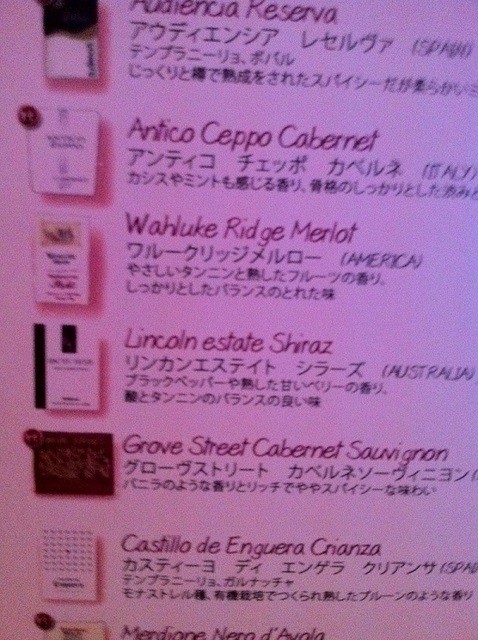 Audiencia Reserva
アウディエンシア レセルヴァ (SPAIN)
テンプラニーリョ、ボバル
じっくりと樽で熟成をされたスパイシーだが柔らかい
Antico Ceppo Cabernet
アンティコ チェッポ カベルネ (ITALY)
カシスやミントも感じる香り、骨格のしっかりとした渋み
Wahluke Ridge Merlot
ワルークリッジメルロー (AMERICA)
やさしいタンニンと熟したフルーツの香り、
しっかりとしたバランスのとれた味
Lincoln estate Shiraz
リンカンエステイト シラーズ (AUSTRALIA)
ブラックペッパーや熟した甘いベリーの香り、
酸とタンニンのバランスの良い味
Grove Street Cabernet Sauvignon
グローヴストリート カベルネソーヴィニヨン(
バニラのような香りとリッチでややスパイシーな味わい
Castillo de Enguera Crianza
カスティーヨ ディ エンゲラ クリアンサ (SPA
テンプラニーリョ、ガルナッチャ
モナストレル種、有機栽培でつくられ熟したプルーンのような香り
Merdione Nero d'Avola